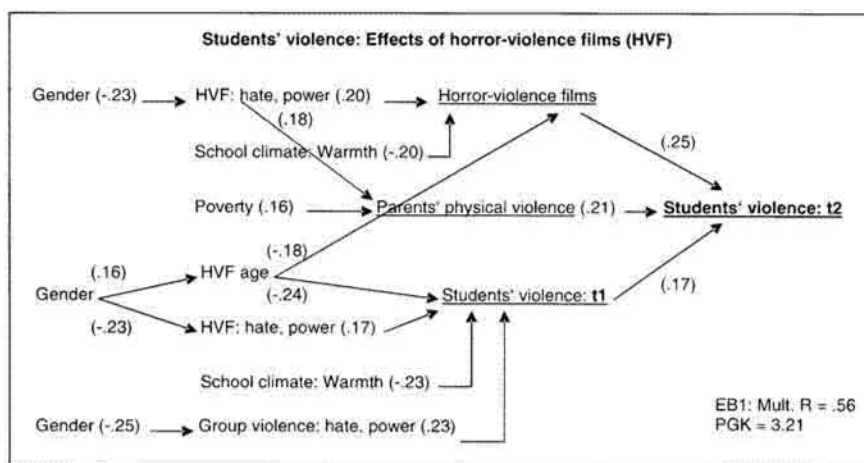 Students' violence: Effects of horror-violence films (HVF)
Gender (-.23) HVF: hate, power (.20) Horror-violence films
(.18)
(.25)
School climate: Warmth (-.20)
Poverty (.16) Parents' physical violence (.21) Students' violence: t2
(-.18)
(.16) HVF age
(-.24)
(.17)
Gender Students' violence: t1
(-.23) HVF: hate, power (.17)
School climate: Warmth (-.23)
EB1: Mult. R = .56
Gender (-.25) Group violence: hate, power (.23) PGK = 3.21